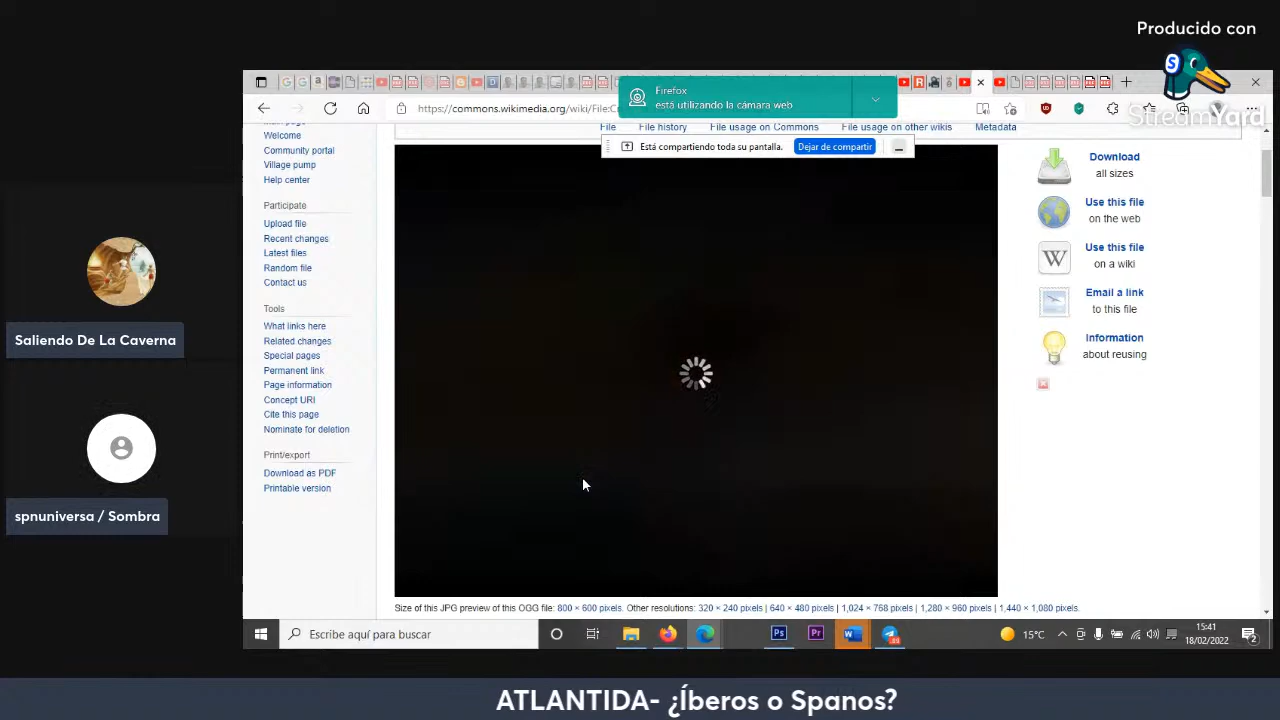 Producido con
StreamYard
Firefox
está utilizando la cámara web
https://commons.wikimedia.org/wiki/File:Cr
File
File history
File usage on Commons
File usage on other wikis
Metadata
Está compartiendo toda su pantalla.
Dejar de compartir
Welcome
Community portal
Village pump
Help center
Participate
Upload file
Recent changes
Latest files
Random file
Contact us
Tools
What links here
Related changes
Special pages
Permanent link
Page information
Concept URI
Cite this page
Nominate for deletion
Print/export
Download as PDF
Printable version
Download
all sizes
Use this file
on the web
Use this file
on a wiki
Email a link
to this file
Information
about reusing
Saliendo De La Caverna
spnuniversa / Sombra
Size of this JPG preview of this OGG file: 800 × 600 pixels. Other resolutions: 320 × 240 pixels | 640 × 480 pixels | 1,024 × 768 pixels | 1,280 × 960 pixels | 1,440 × 1,080 pixels.
Escribe aquí para buscar
15°C
15:41
18/02/2022
ATLANTIDA- ¿Íberos o Spanos?